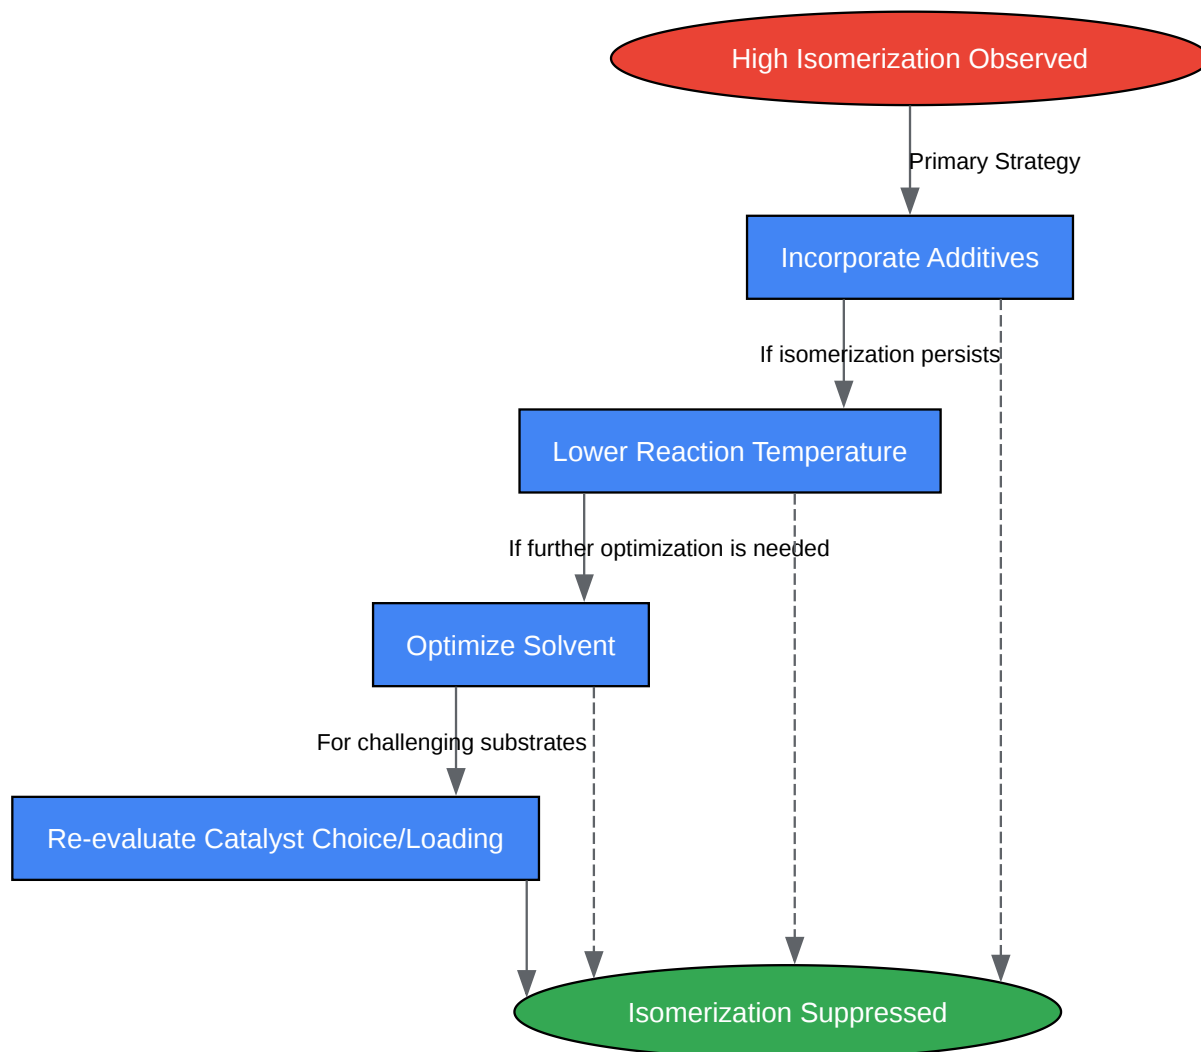 High Isomerization Observed
Primary Strategy
Incorporate Additives
If isomerization persists
Lower Reaction Temperature
If further optimization is needed
Optimize Solvent
For challenging substrates
Re-evaluate Catalyst Choice/Loading
Isomerization Suppressed